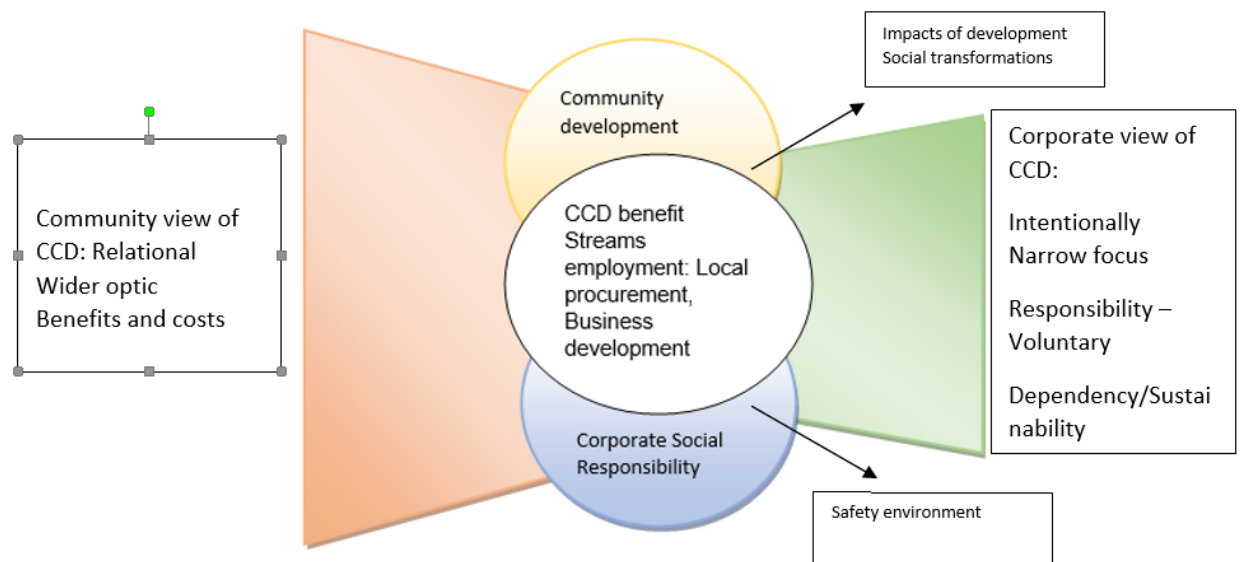 Community view of
CCD: Relational
Wider optic
Benefits and costs
Community
development
CCD benefit
Streams
employment: Local
procurement,
Business
development
Corporate Social
Responsibility
Impacts of development
Social transformations
Corporate view of
CCD:
Intentionally
Narrow focus
Responsibility –
Voluntary
Dependency/Sustai
nability
Safety environment